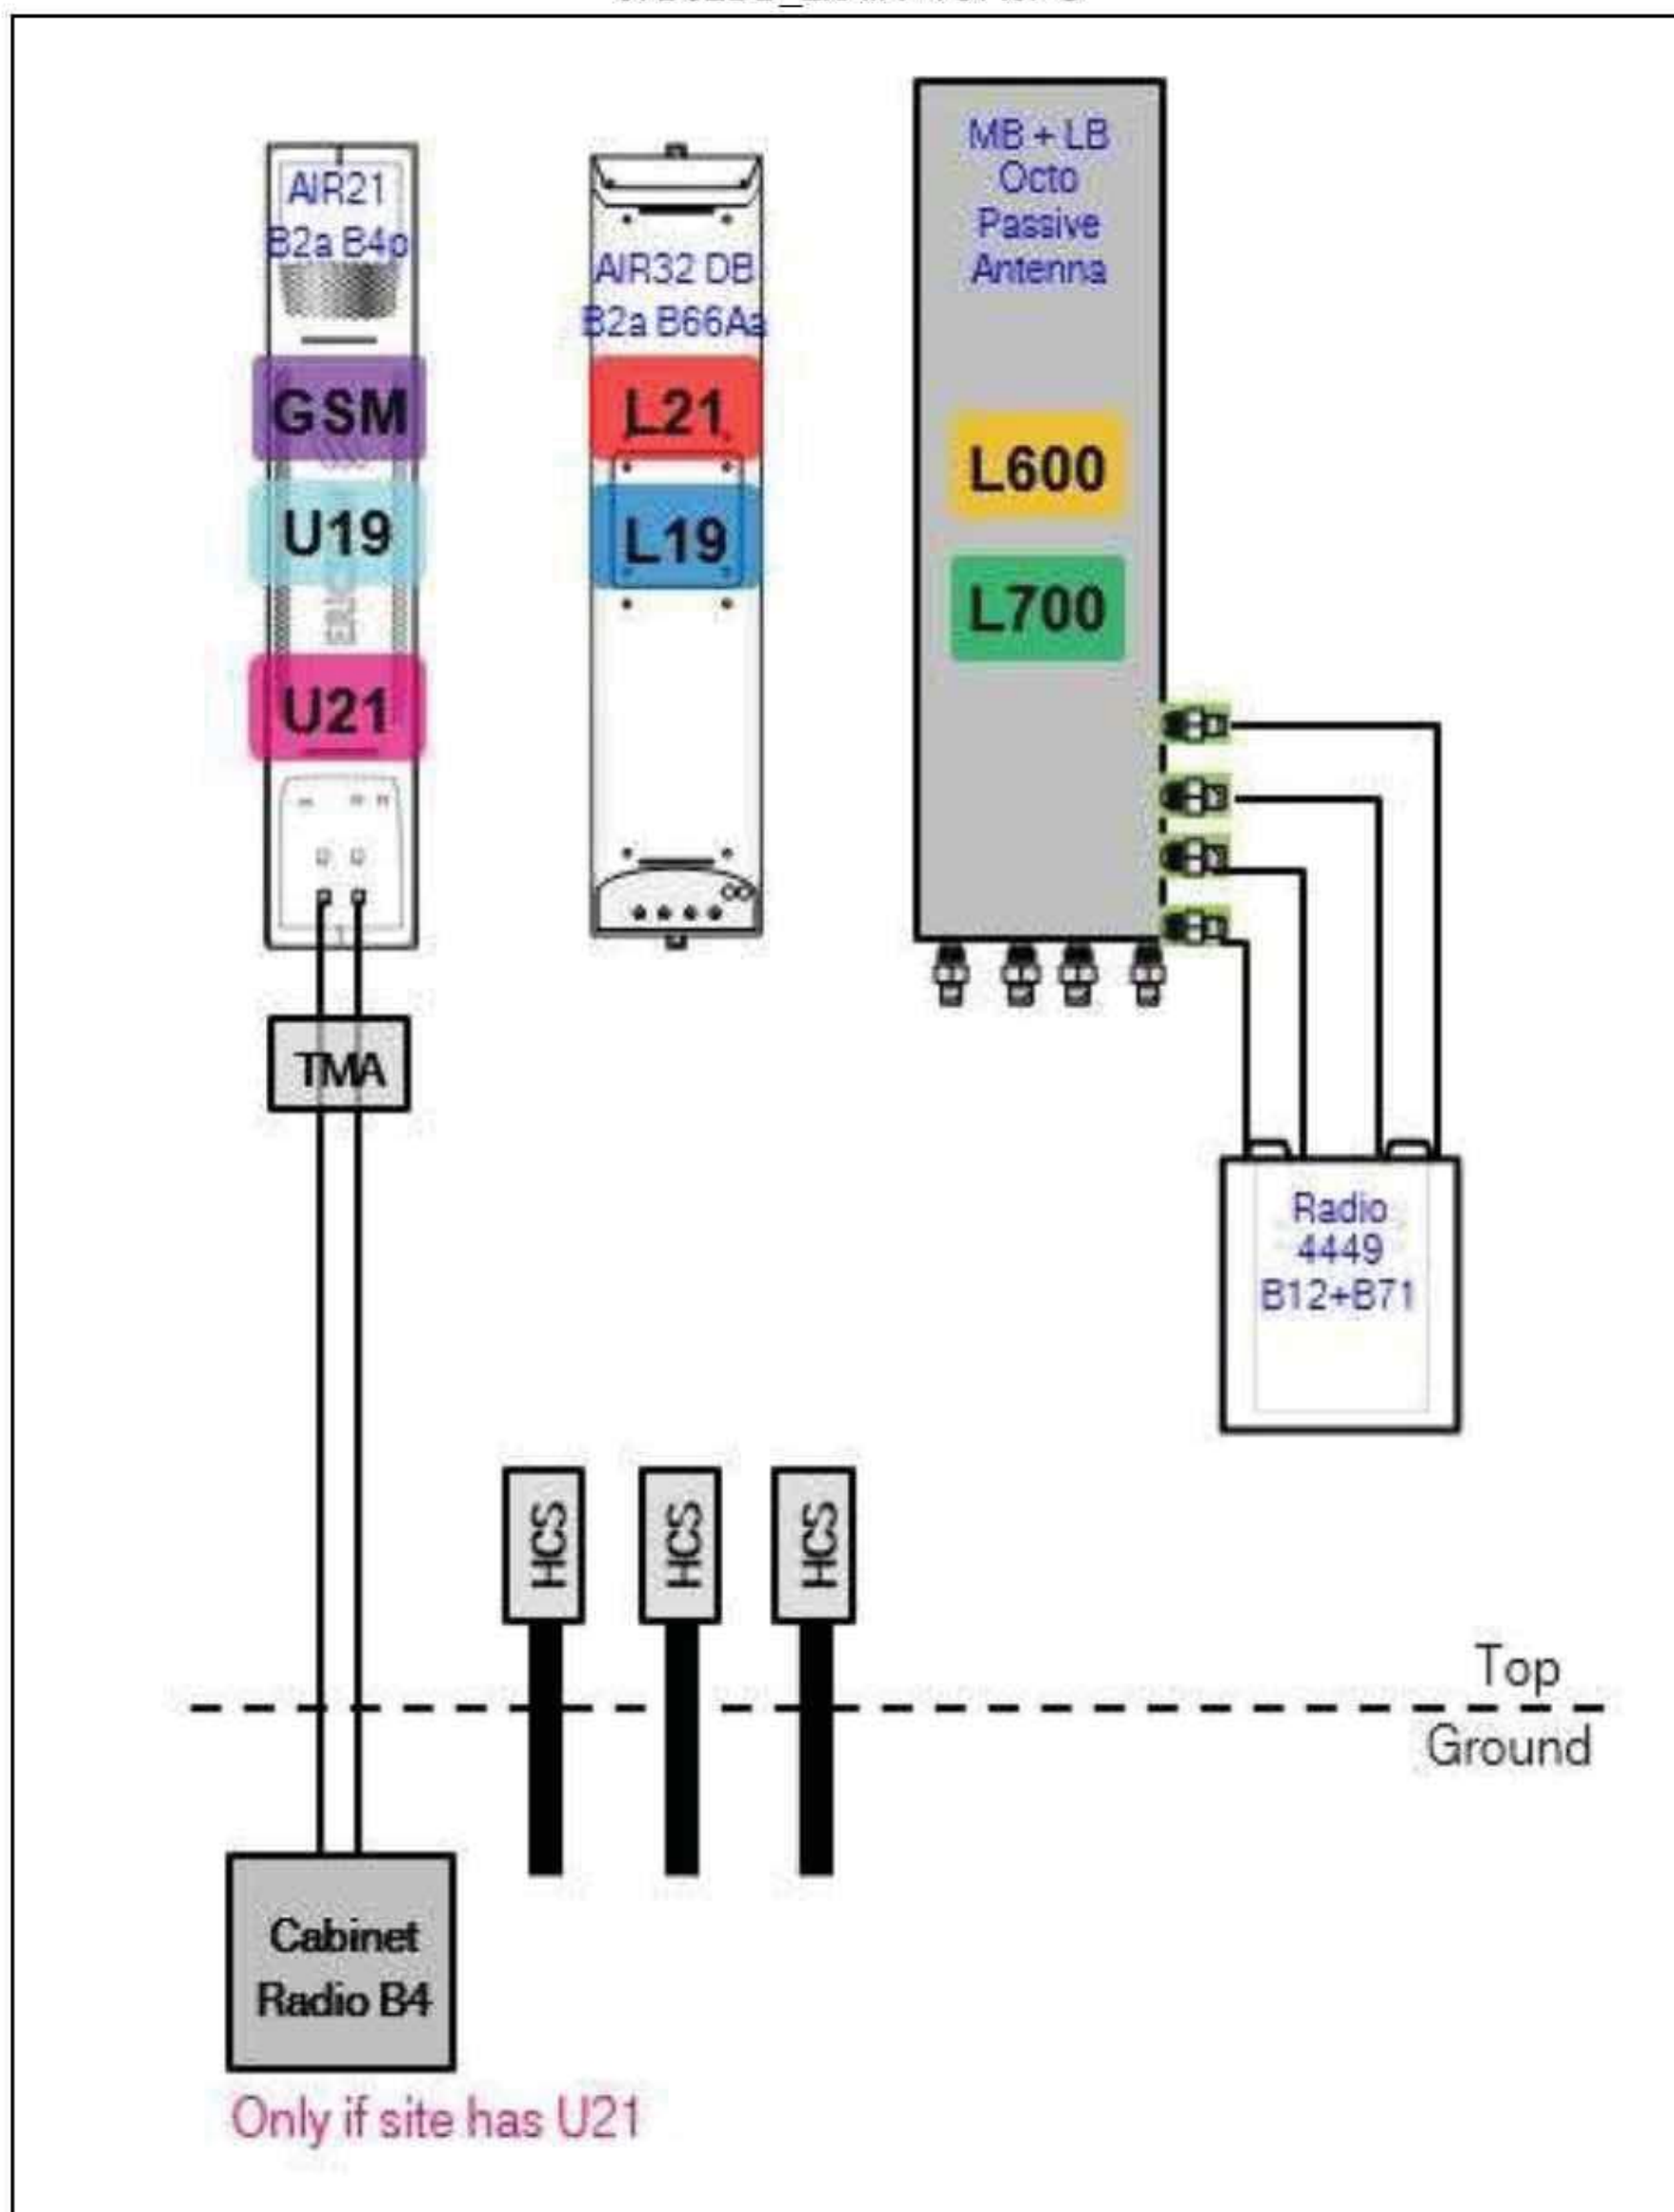 AIR21
B2a B4p
GSM
U19
U21
TMA
AIR32 DB
B2a B66Aa
L21
L19
MB + LB
Octo
Passive
Antenna
L600
L700
Radio
4449
B12+B71
HCS
HCS
HCS
Top
Ground
Cabinet
Radio B4
Only if site has U21